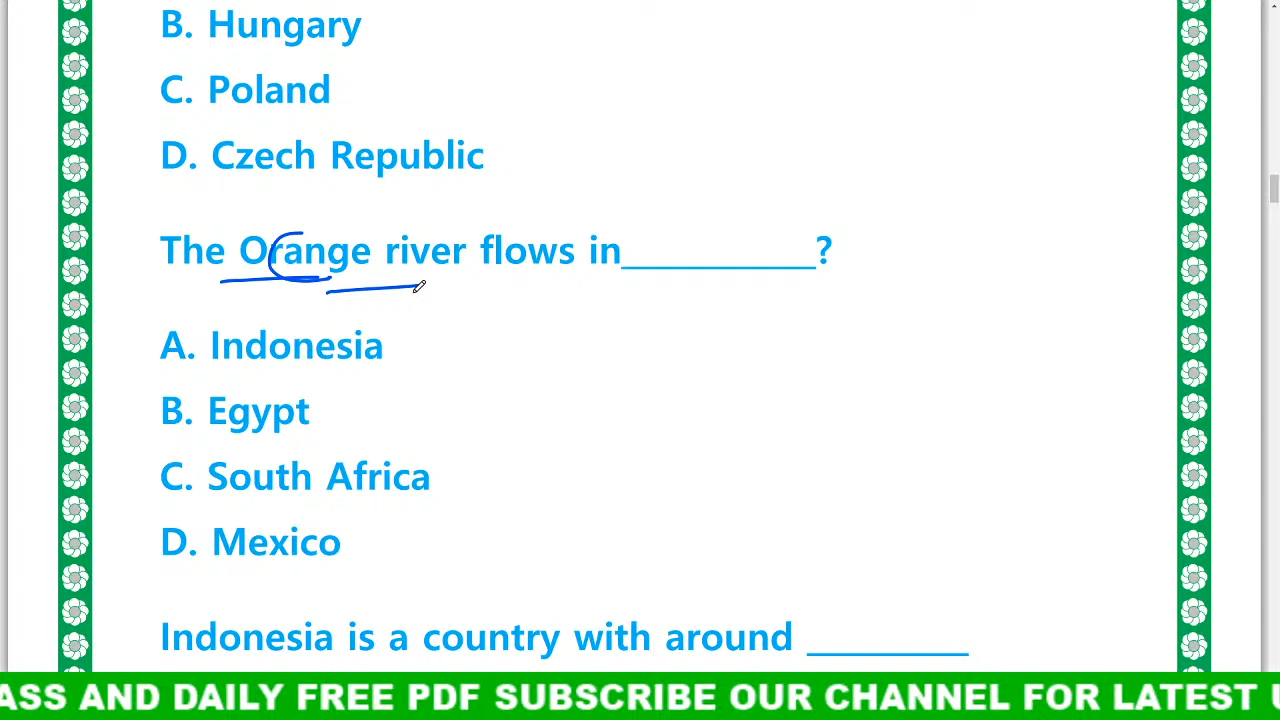 B. Hungary
C. Poland
D. Czech Republic
The Orange river flows in__________?
A. Indonesia
B. Egypt
C. South Africa
D. Mexico
Indonesia is a country with around ________
ASS AND DAILY FREE PDF SUBSCRIBE OUR CHANNEL FOR LATEST